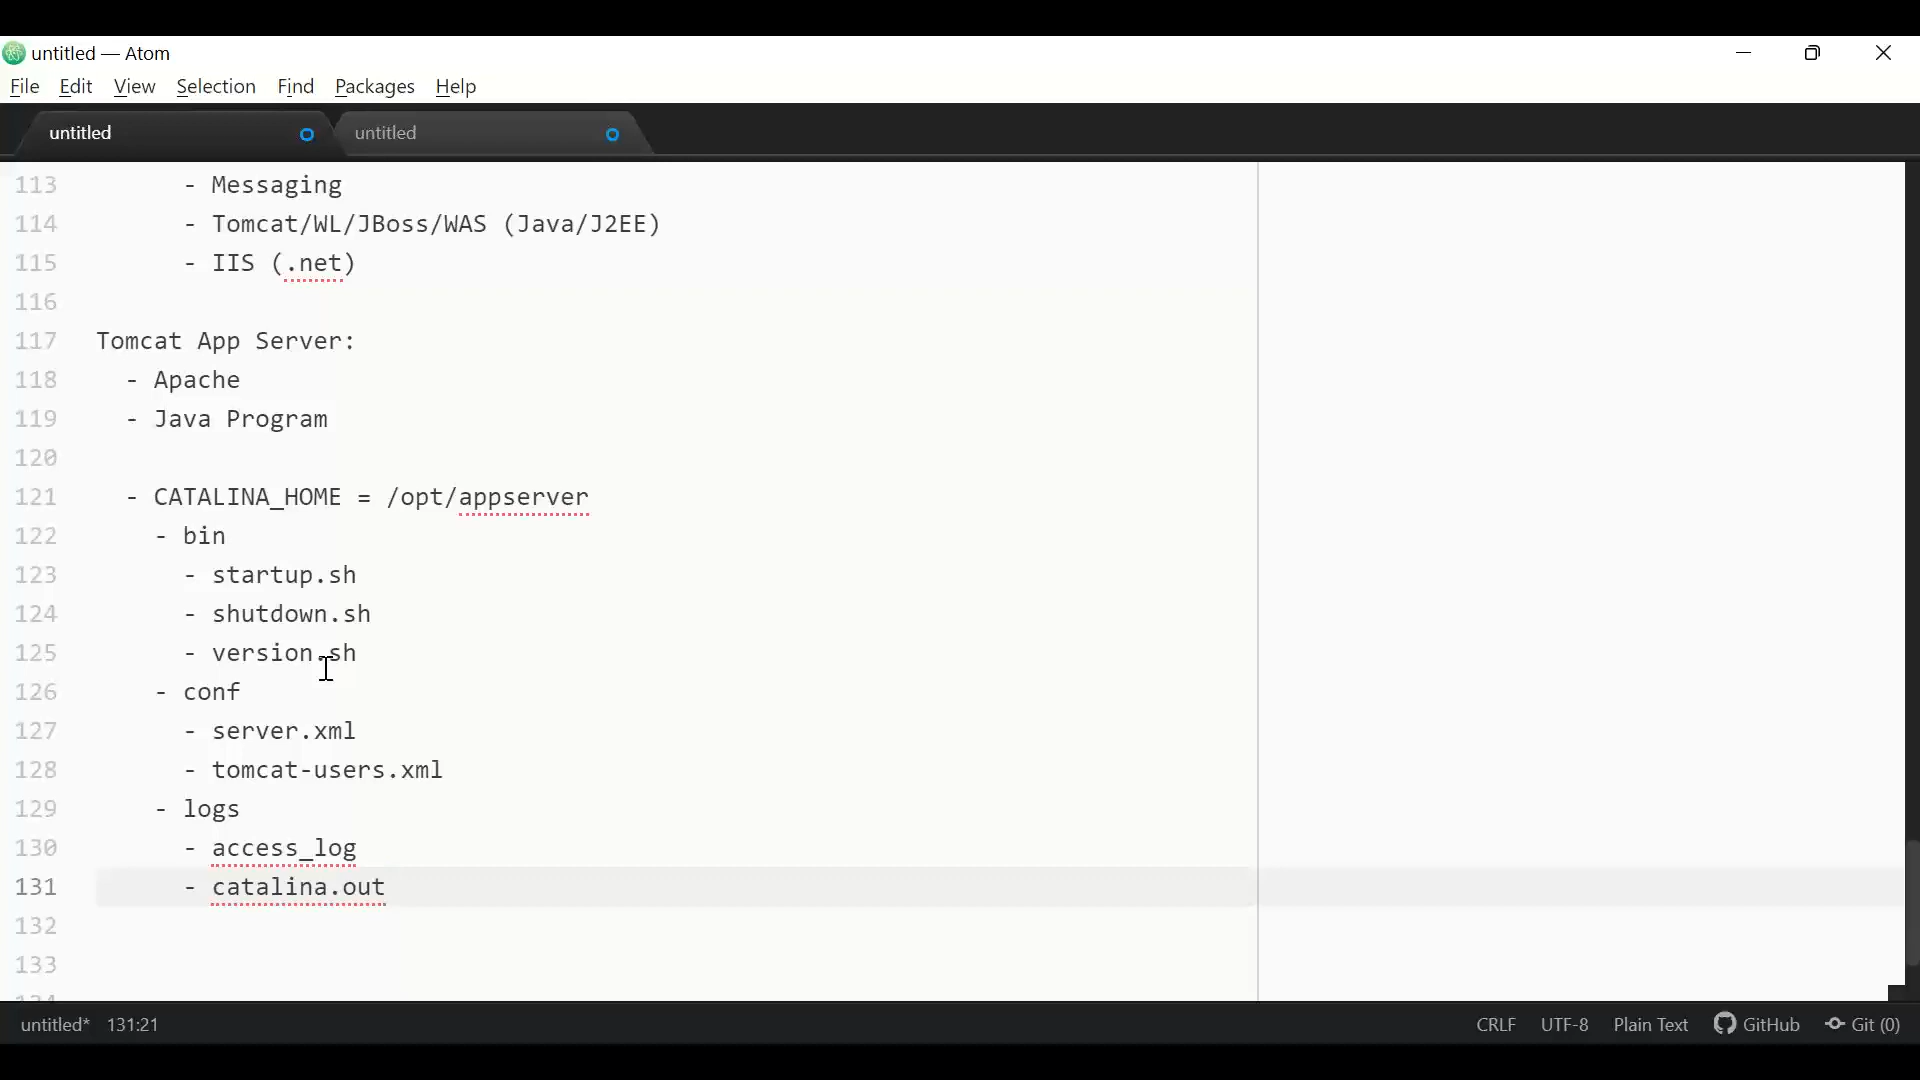 untitled — Atom
File Edit View Selection Find Packages Help
untitled untitled
113 - Messaging
114 - Tomcat/WL/JBoss/WAS (Java/J2EE)
115 - IIS (.net)
116
117 Tomcat App Server:
118 - Apache
119 - Java Program
120
121 - CATALINA_HOME = /opt/appserver
122 - bin
123 - startup.sh
124 - shutdown.sh
125 - version.sh
126 - conf
127 - server.xml
128 - tomcat-users.xml
129 - logs
130 - access_log
131 - catalina.out
132
133
untitled* 131:21 CRLF UTF-8 Plain Text GitHub Git (0)